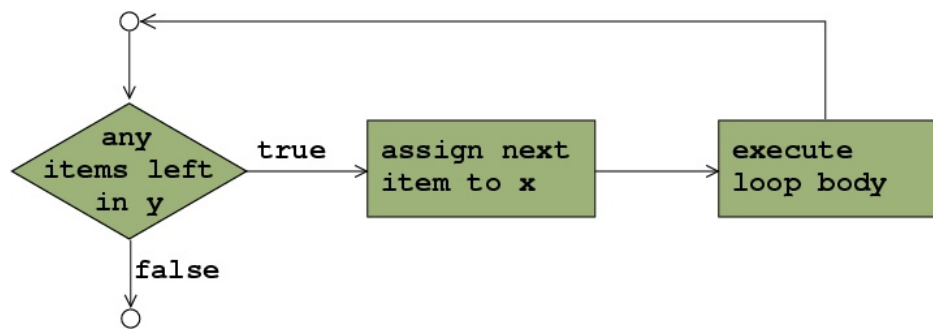 any
items left
in y
true
assign next
item to x
execute
loop body
false